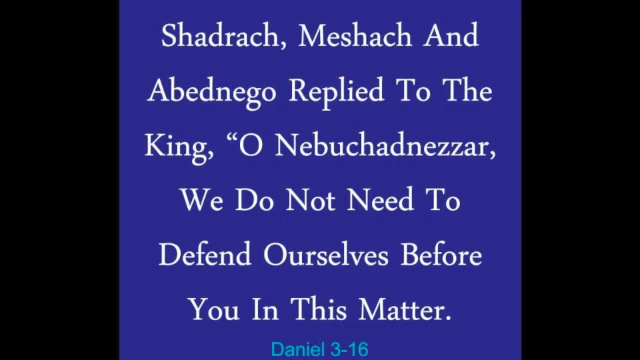 Shadrach, Meshach And
Abednego Replied To The
King, “O Nebuchadnezzar,
We Do Not Need To
Defend Ourselves Before
You In This Matter.
Daniel 3-16